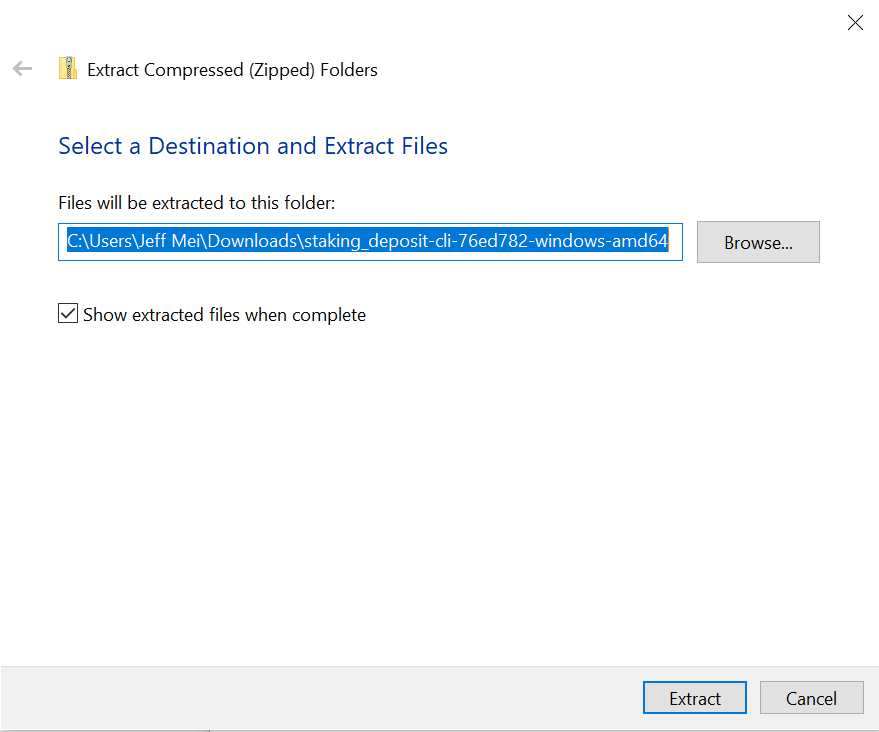 Extract Compressed (Zipped) Folders
Select a Destination and Extract Files
Files will be extracted to this folder:
C:\Users\Jeff Mei\Downloads\staking_deposit-cli-76ed782-windows-amd64
Browse...
Show extracted files when complete
Extract
Cancel